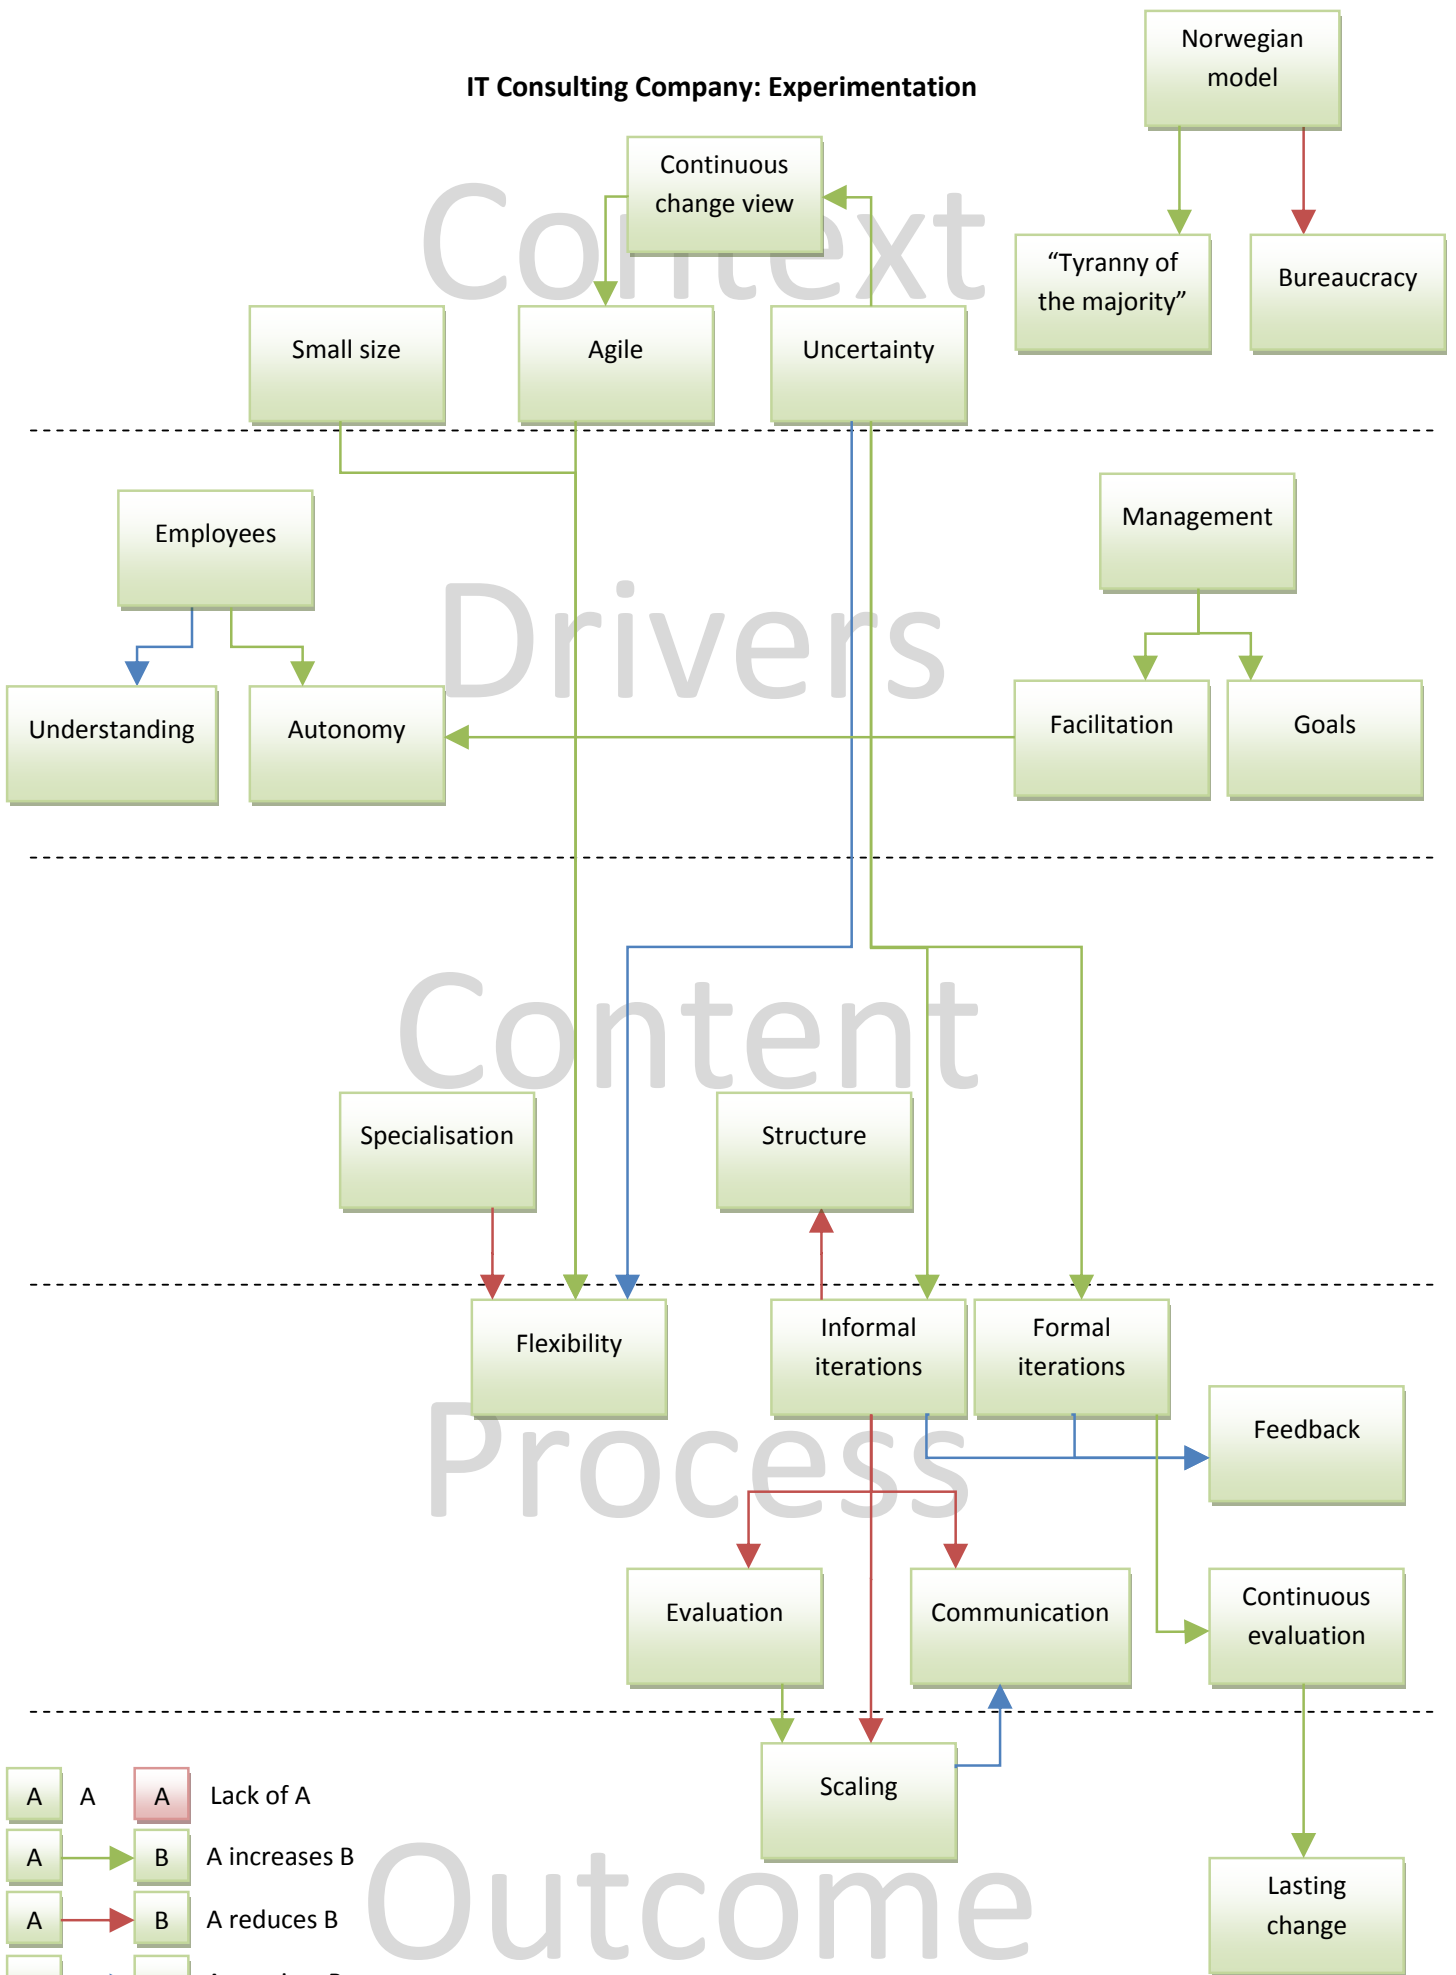 IT Consulting Company: Experimentation
Norwegian
model
Continuous
change view
Context
“Tyranny of
the majority”
Bureaucracy
Small size
Agile
Uncertainty
Employees
Management
Drivers
Understanding
Autonomy
Facilitation
Goals
Content
Specialisation
Structure
Flexibility
Informal
iterations
Formal
iterations
Feedback
Process
Evaluation
Communication
Continuous
evaluation
Scaling
A A A Lack of A
A B A increases B
A B A reduces B
Outcome
Lasting
change